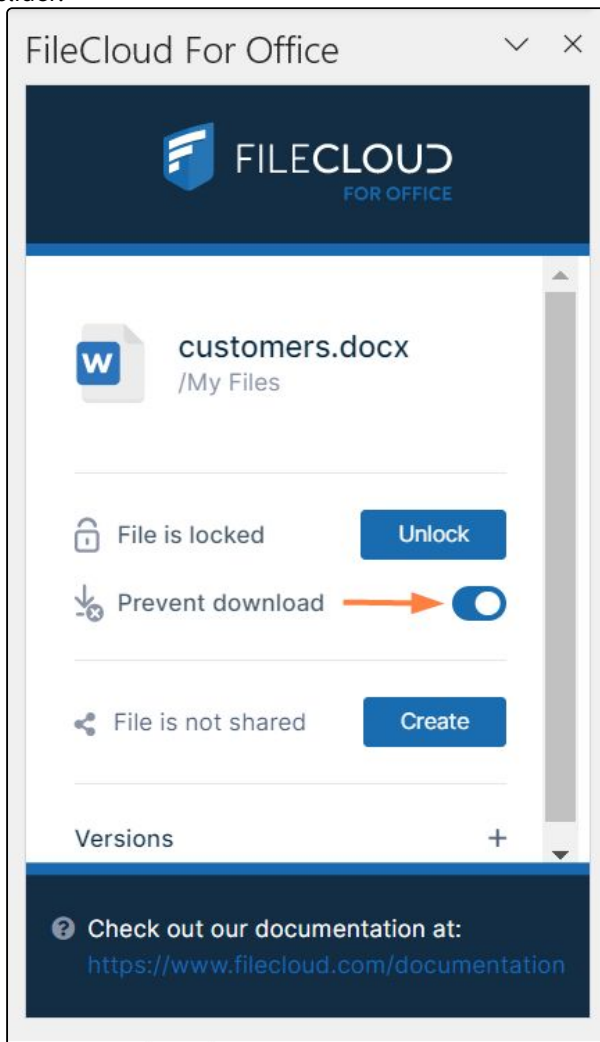 FileCloud For Office
FILECLOUD
FOR OFFICE
W
customers.docx
/My Files
File is locked
Unlock
Prevent download
File is not shared
Create
Versions
+
? Check out our documentation at:
https://www.filecloud.com/documentation